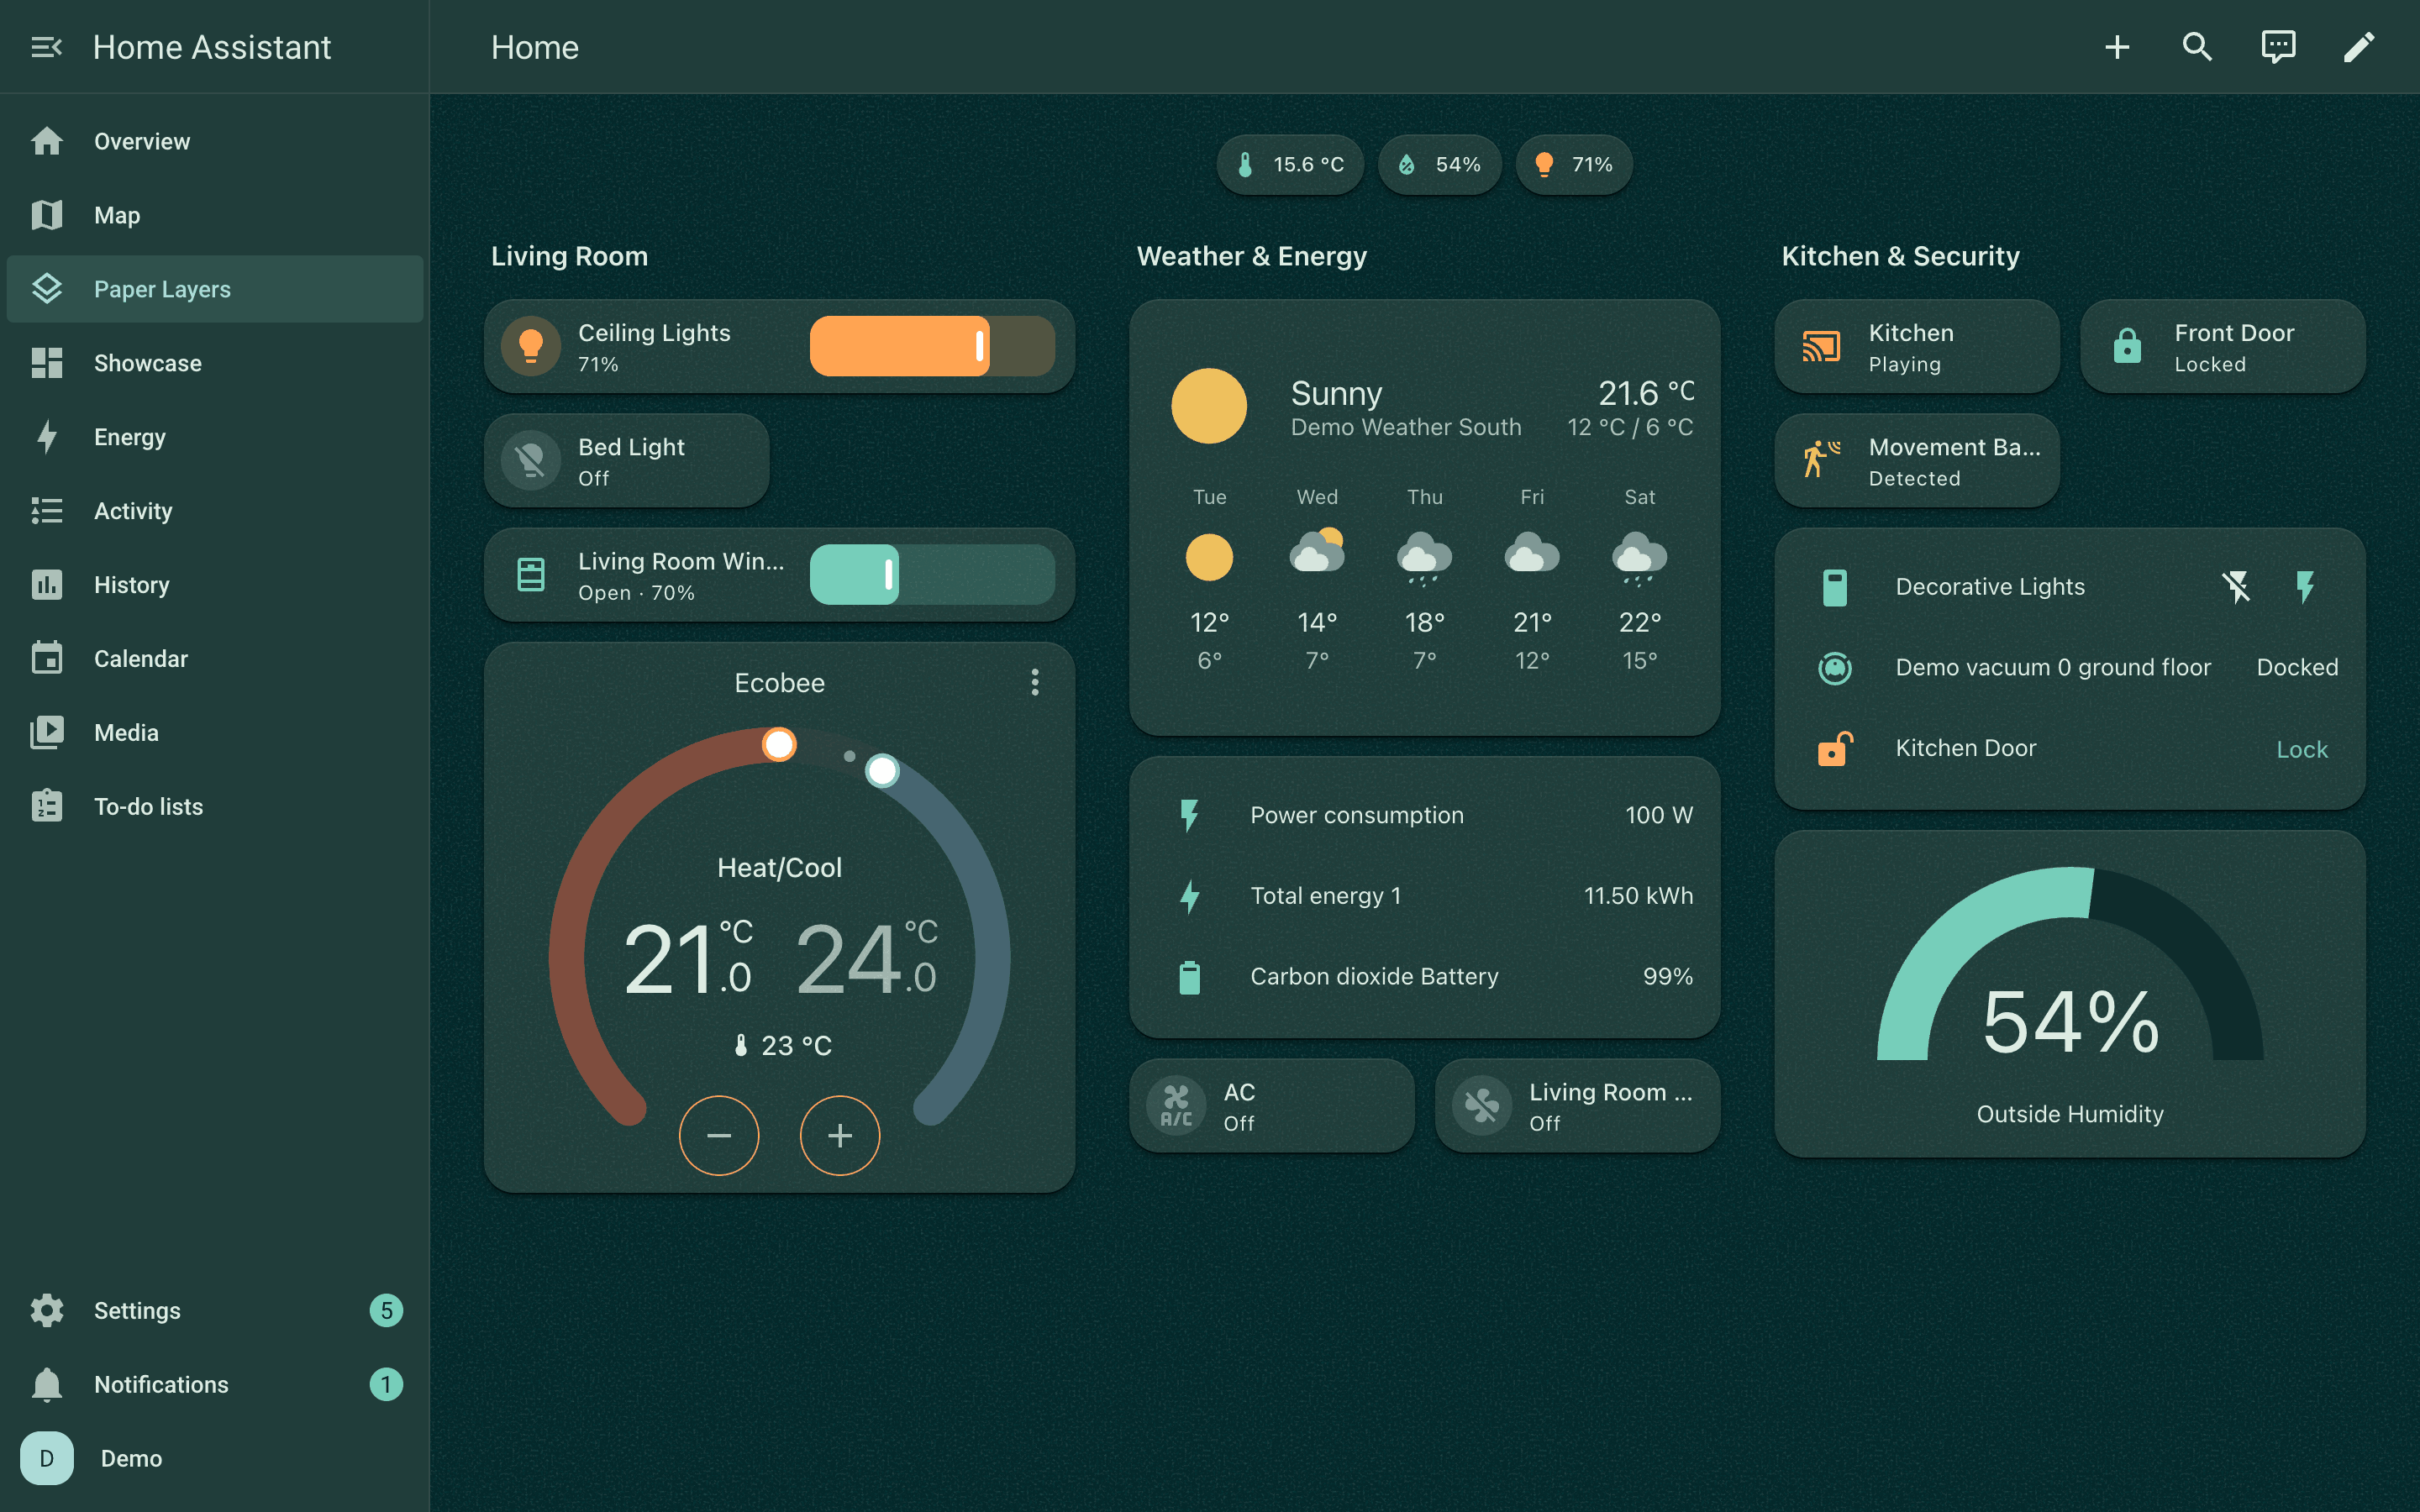 Home Assistant
Home
Overview
Map
Paper Layers
Showcase
Energy
Activity
History
Calendar
Media
To-do lists
Settings
5
Notifications
1
D
Demo
15.6 °C
54%
71%
Living Room
Ceiling Lights
71%
Bed Light
Off
Living Room Win...
Open · 70%
Ecobee
Heat/Cool
21.0 °C 24.0 °C
23 °C
Weather & Energy
Sunny
21.6 °C
Demo Weather South
12 °C / 6 °C
Tue Wed Thu Fri Sat
12° 14° 18° 21° 22°
6° 7° 7° 12° 15°
Power consumption
100 W
Total energy 1
11.50 kWh
Carbon dioxide Battery
99%
A/C
AC
Off
Living Room ...
Off
Kitchen & Security
Kitchen
Playing
Front Door
Locked
Movement Ba...
Detected
Decorative Lights
Demo vacuum 0 ground floor
Docked
Kitchen Door
Lock
54%
Outside Humidity